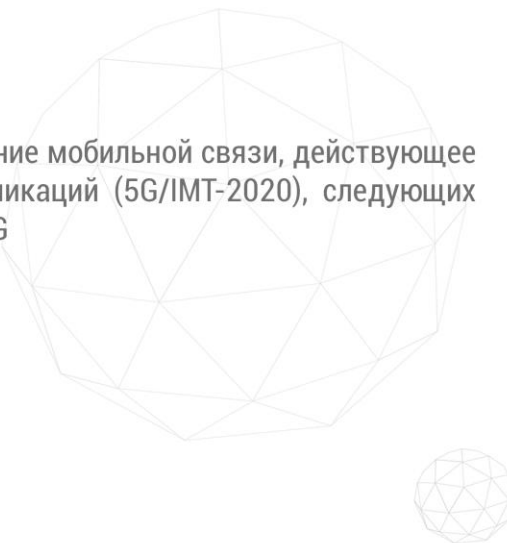 ние мобильной связи, действующее
икаций (5G/IMT-2020), следующих
G